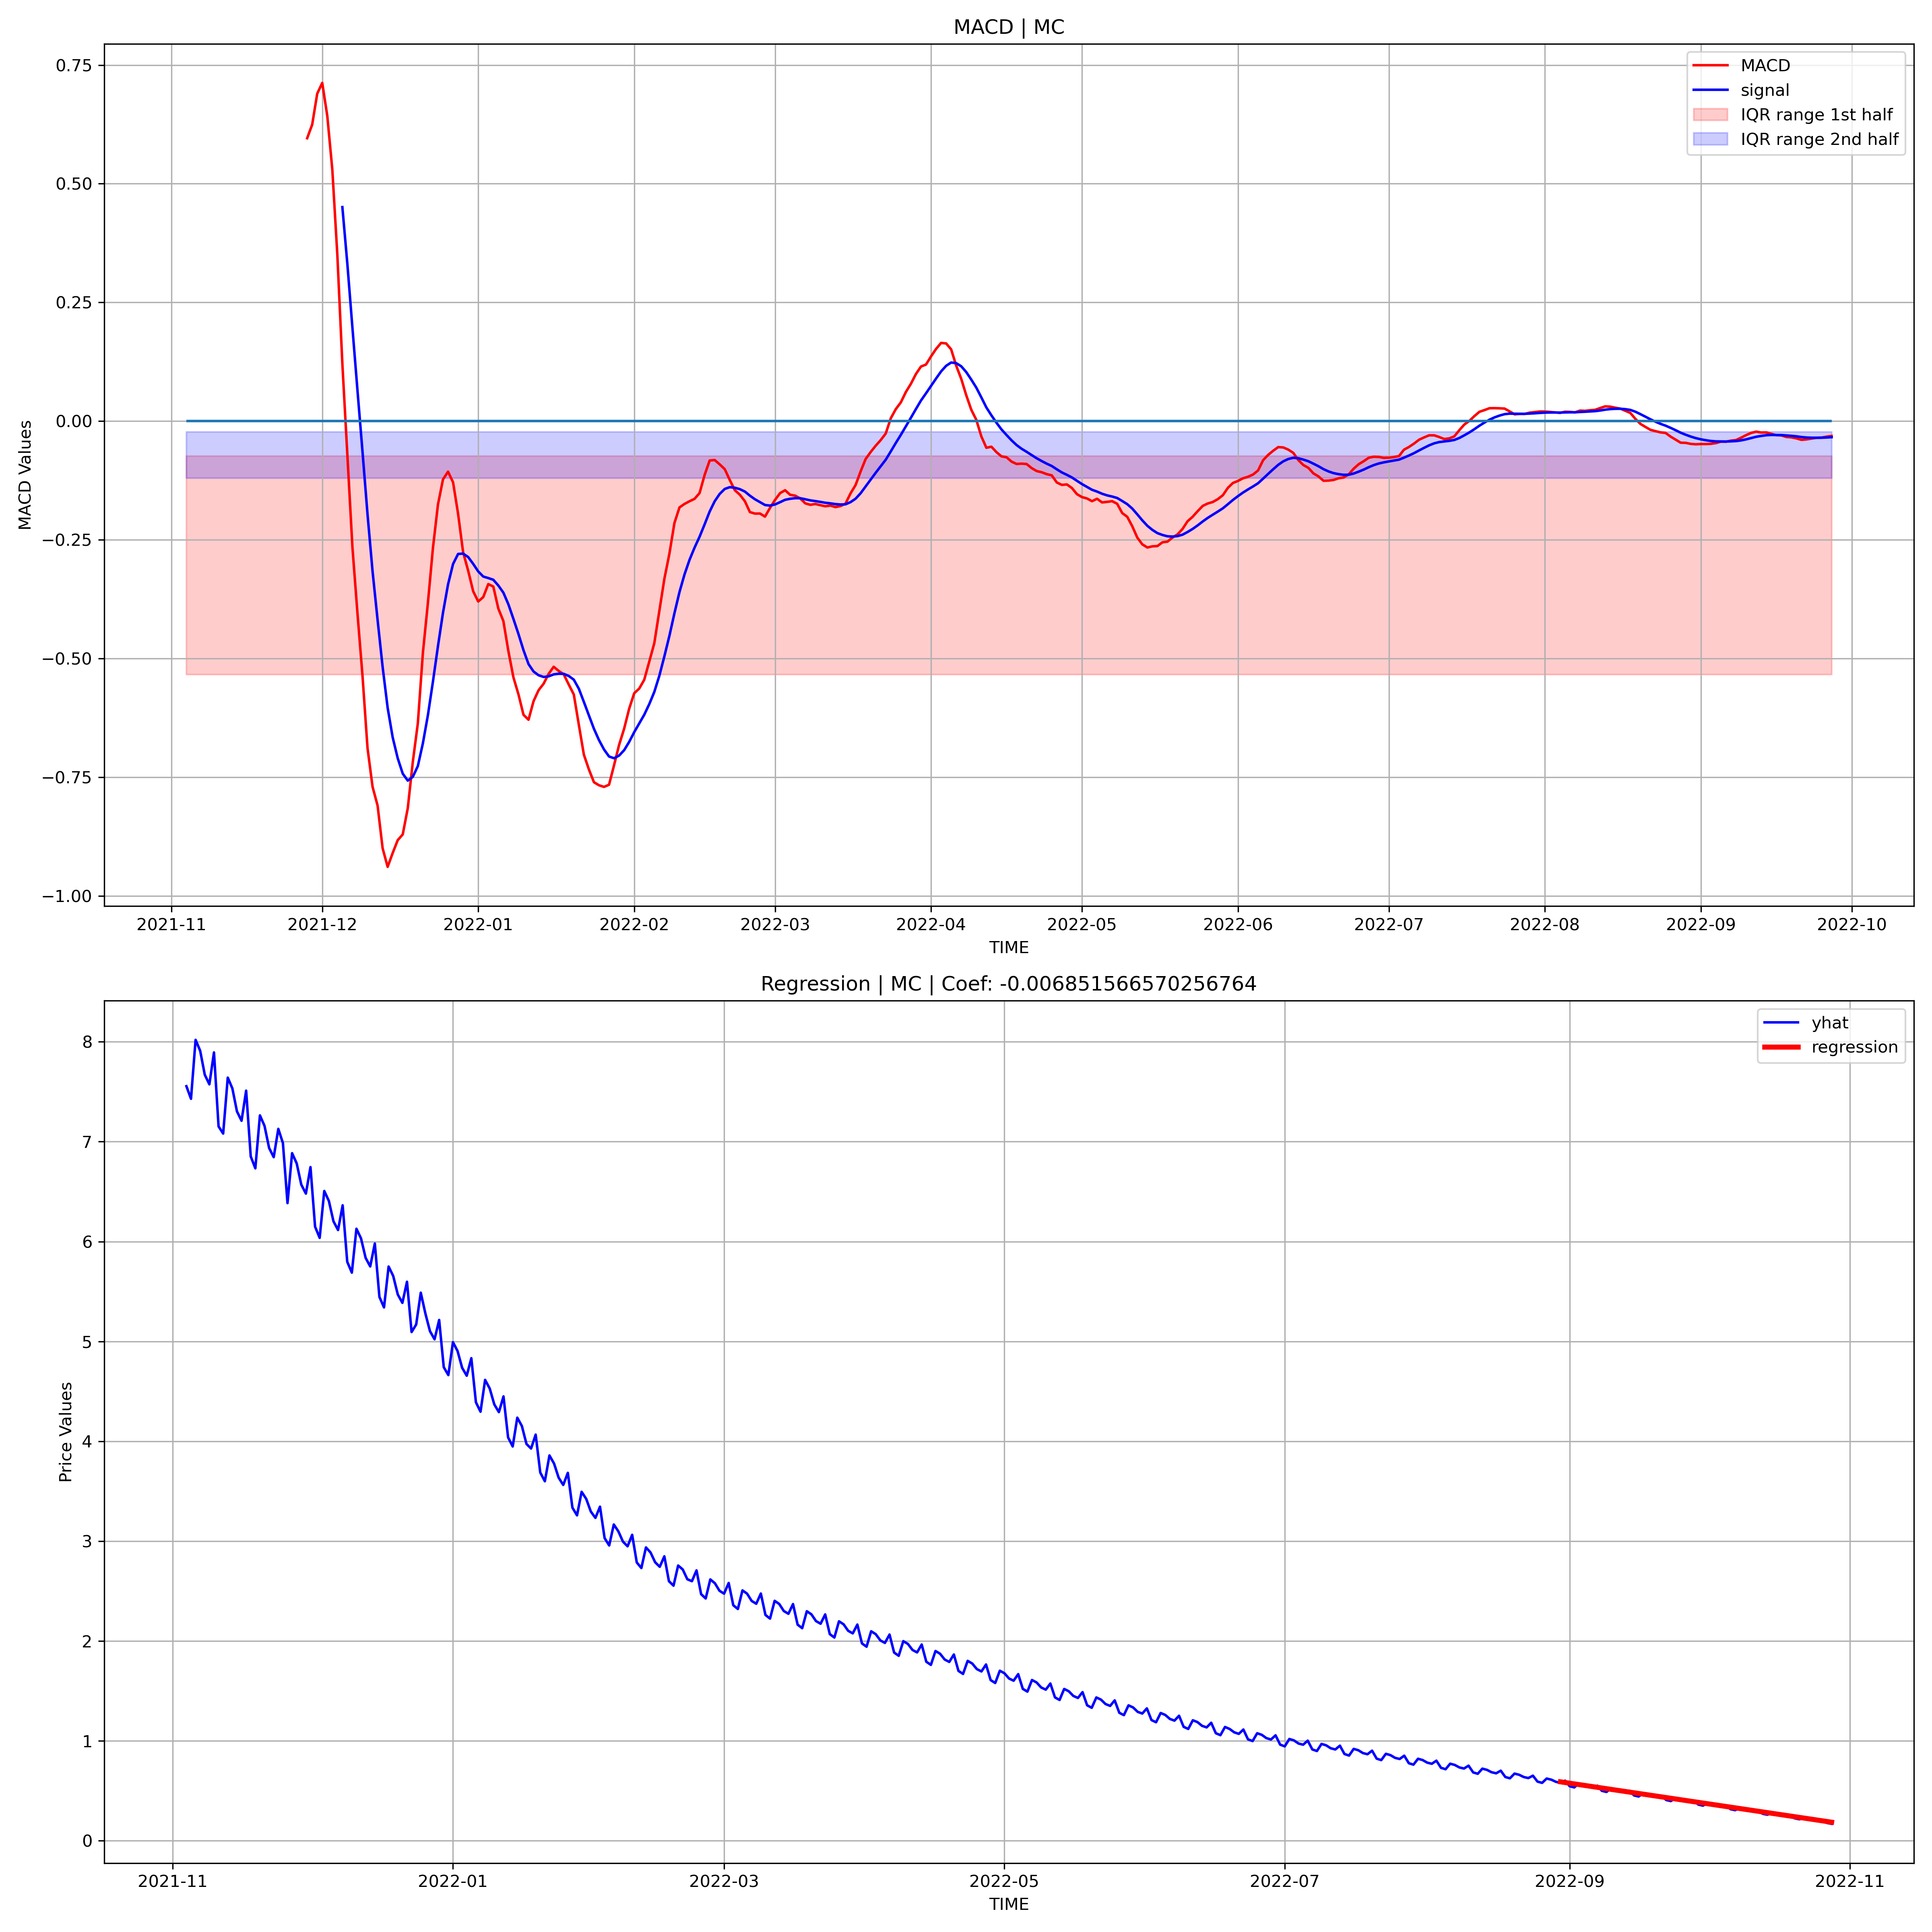 MACD | MC
0.75
0.50
0.25
0.00
−0.25
−0.50
−0.75
−1.00
MACD Values
MACD
signal
IQR range 1st half
IQR range 2nd half
2021-11 2021-12 2022-01 2022-02 2022-03 2022-04 2022-05 2022-06 2022-07 2022-08 2022-09 2022-10
TIME
Regression | MC | Coef: -0.006851566570256764
8
7
6
5
4
3
2
1
0
Price Values
yhat
regression
2021-11 2022-01 2022-03 2022-05 2022-07 2022-09 2022-11
TIME